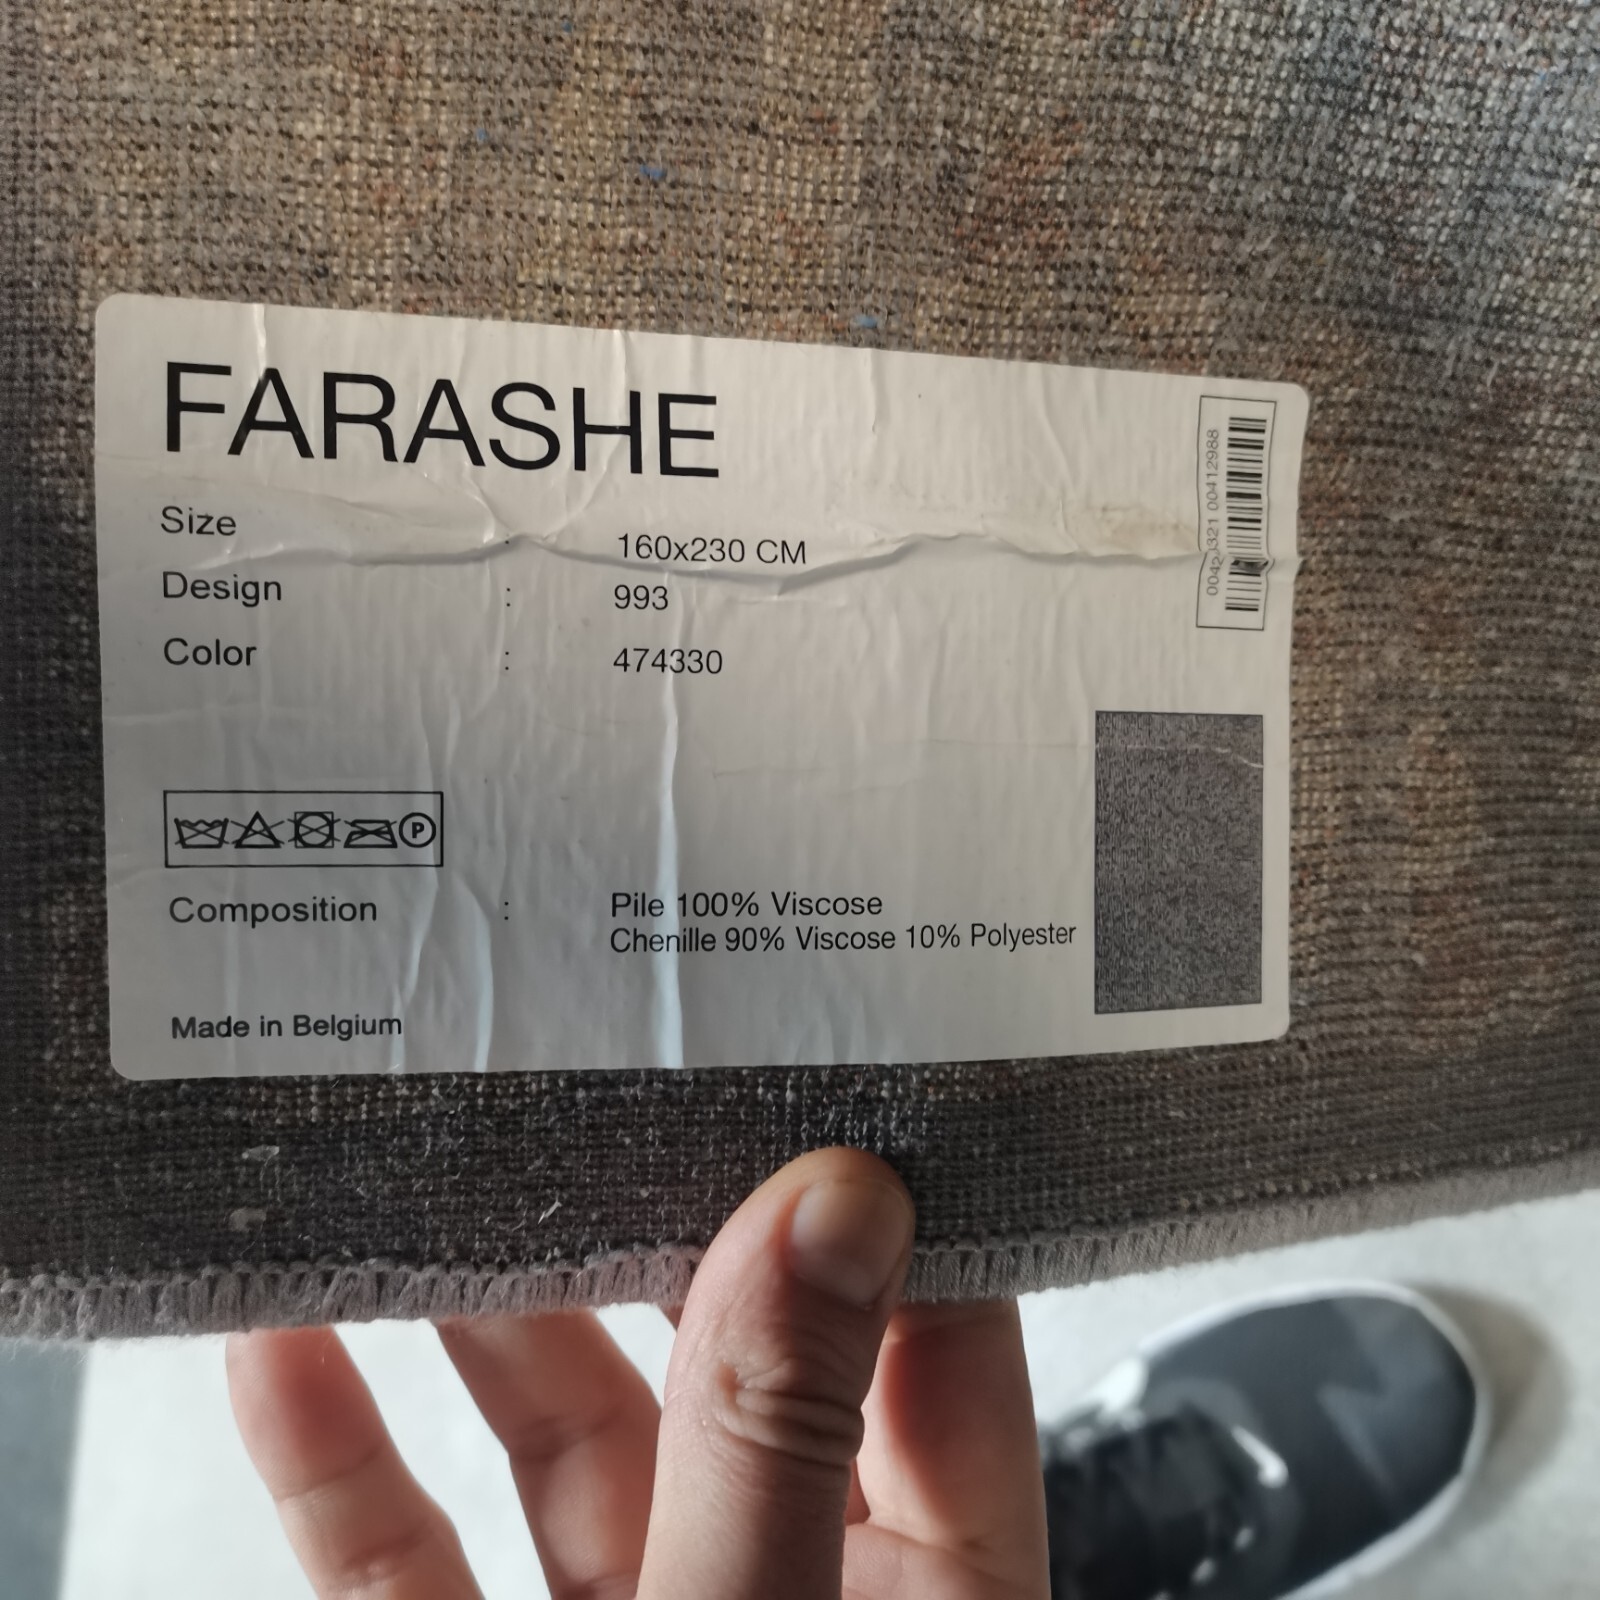 FARASHE
Size : 160x230 CM
Design : 993
Color : 474330
P
Composition : Pile 100% Viscose
Chenille 90% Viscose 10% Polyester
Made in Belgium
00412988